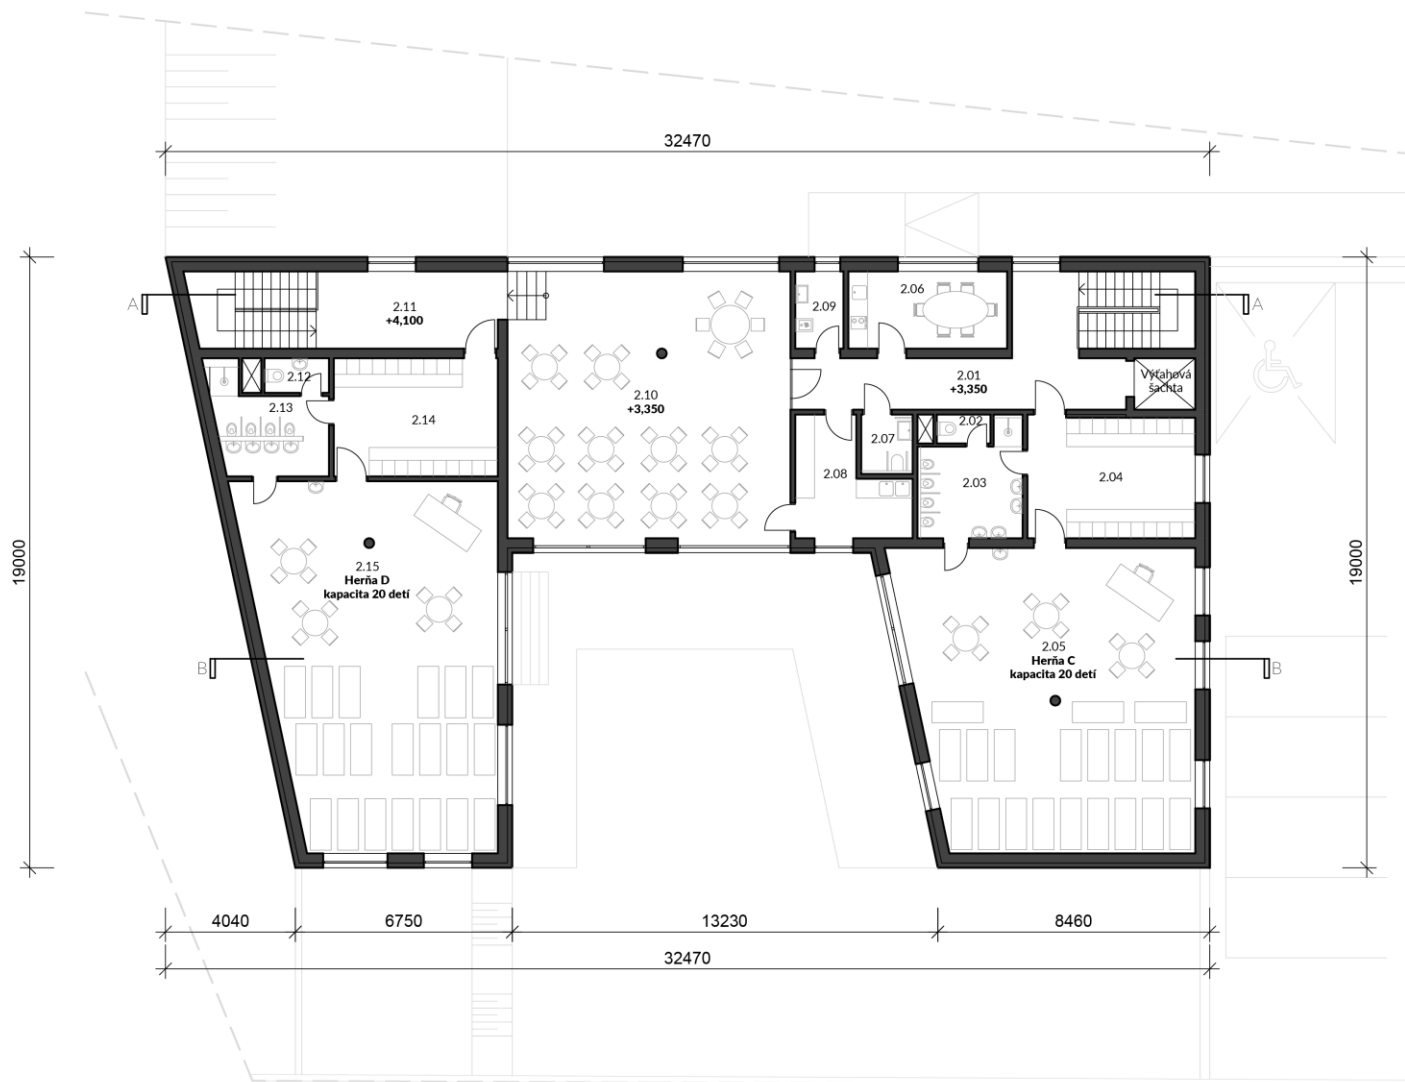 32470
A
A
2.11
+4,100
2.09
2.06
2.10
+3,350
2.01
+3,350
Výťahová
šachta
2.12
2.13
2.14
2.02
2.07
2.08
2.03
2.04
19000
19000
2.15
Herňa D
kapacita 20 detí
2.05
Herňa C
kapacita 20 detí
B
B
4040
6750
13230
8460
32470